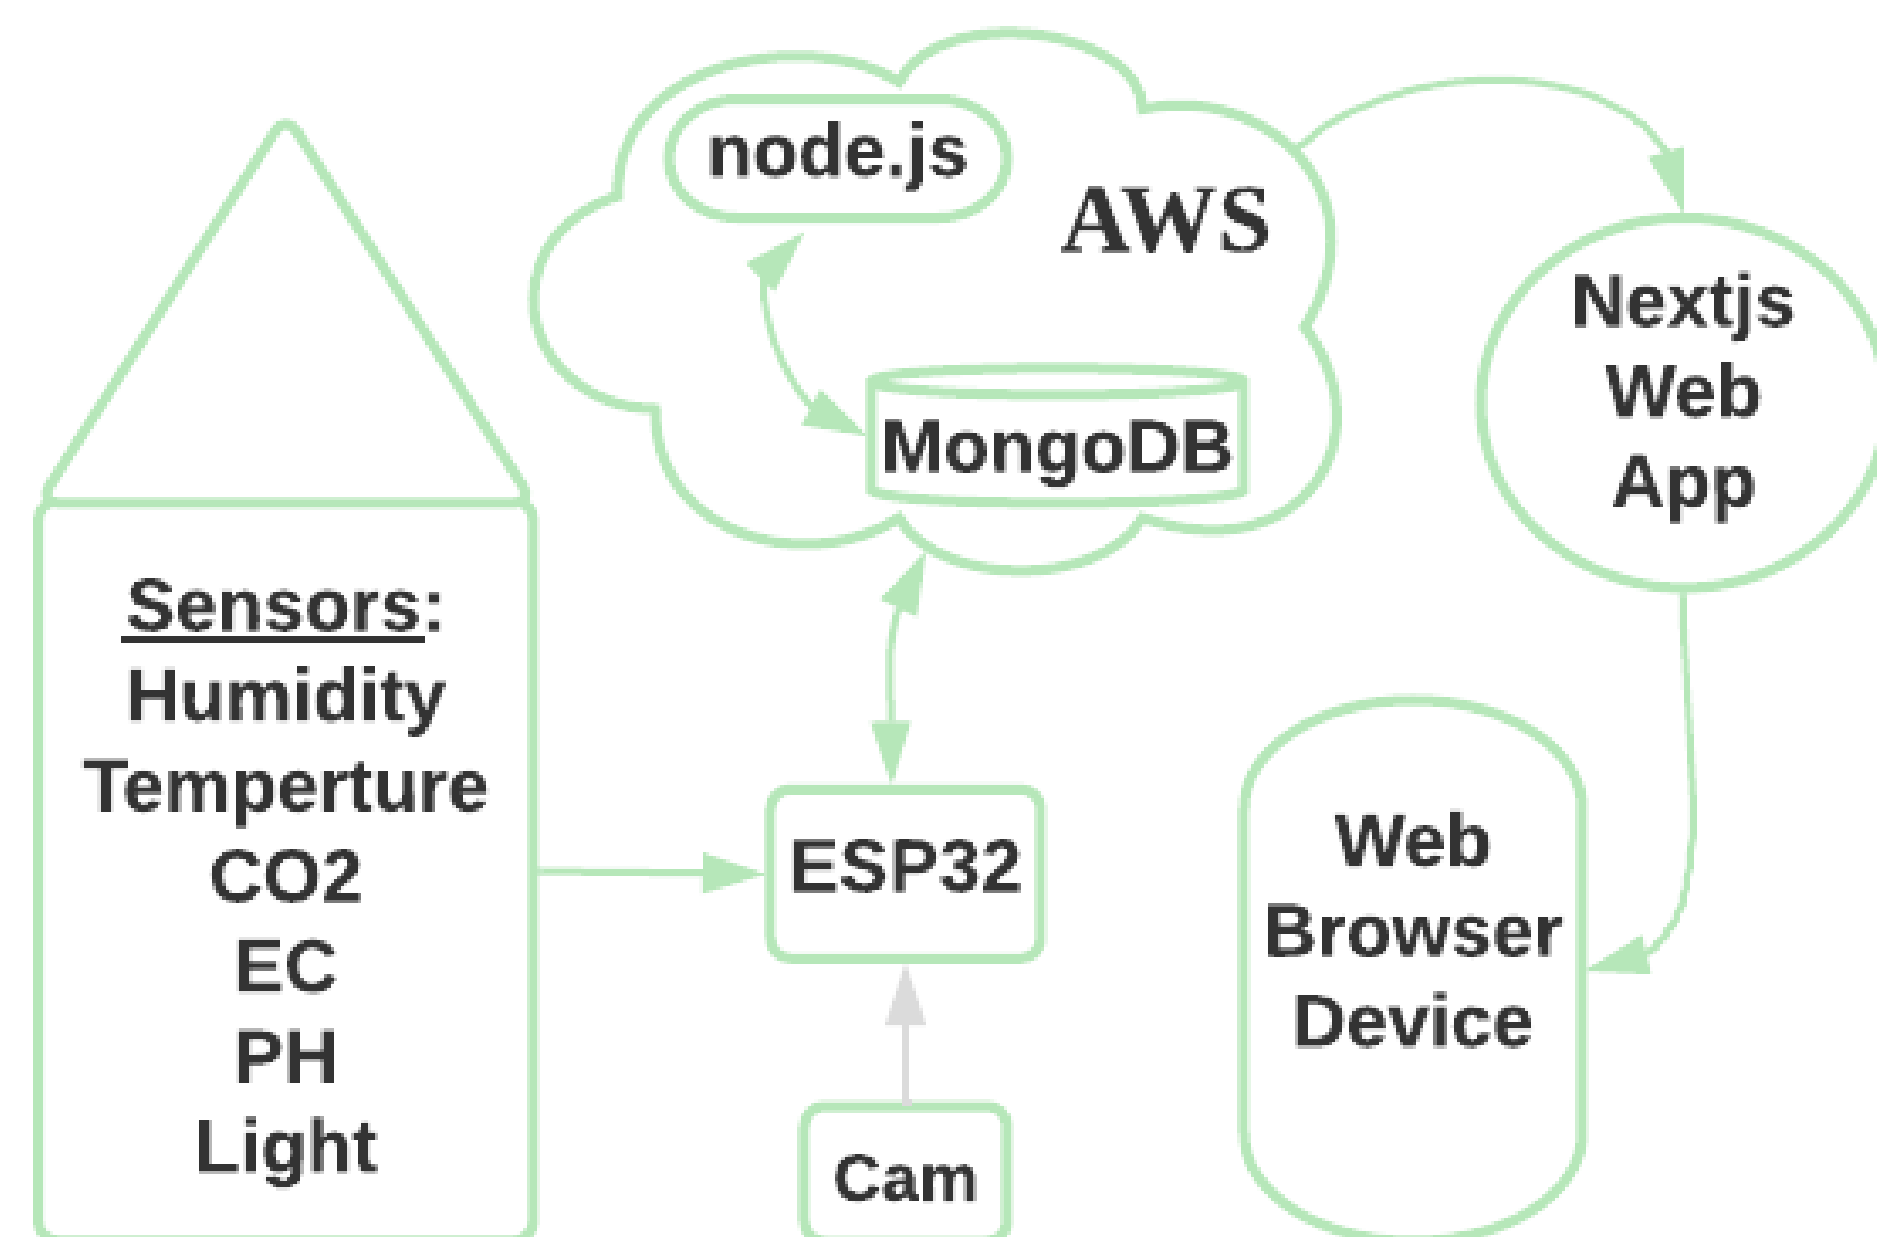 node.js
AWS
MongoDB
Nextjs
Web
App
Sensors:
Humidity
Temperture
CO2
EC
PH
Light
ESP32
Cam
Web
Browser
Device